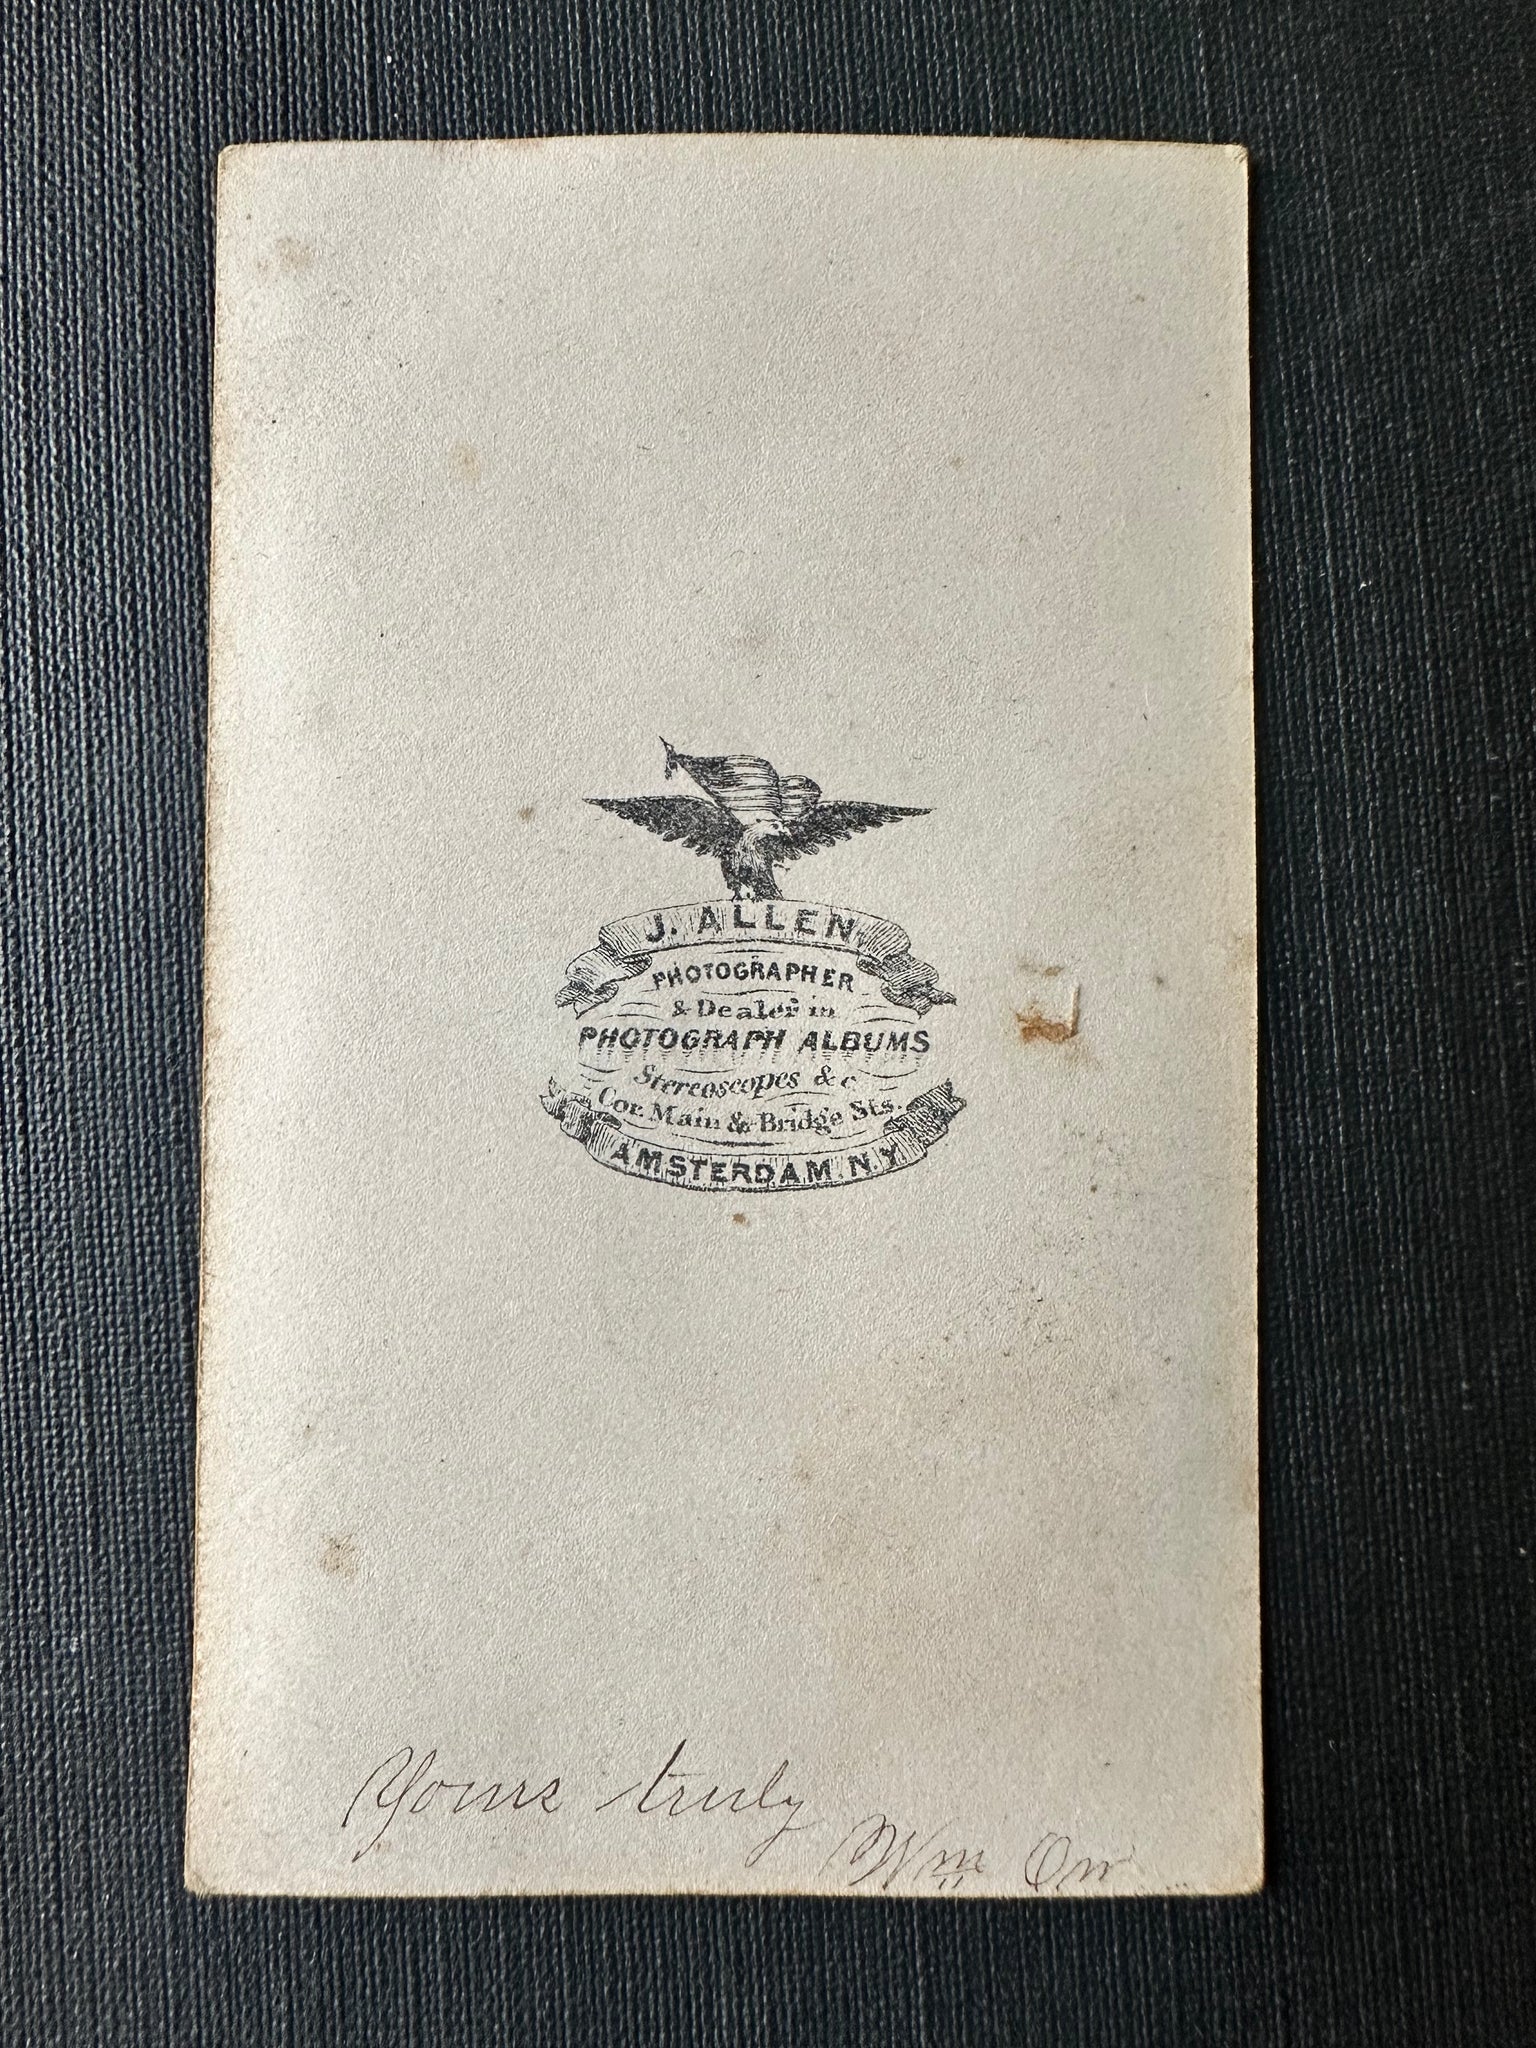 J. ALLEN,
PHOTOGRAPHER
& Dealer in
PHOTOGRAPH ALBUMS
Stereoscopes & c
Cor. Main & Bridge Sts.
AMSTERDAM. N.Y.
Yours truly
Wm Orr